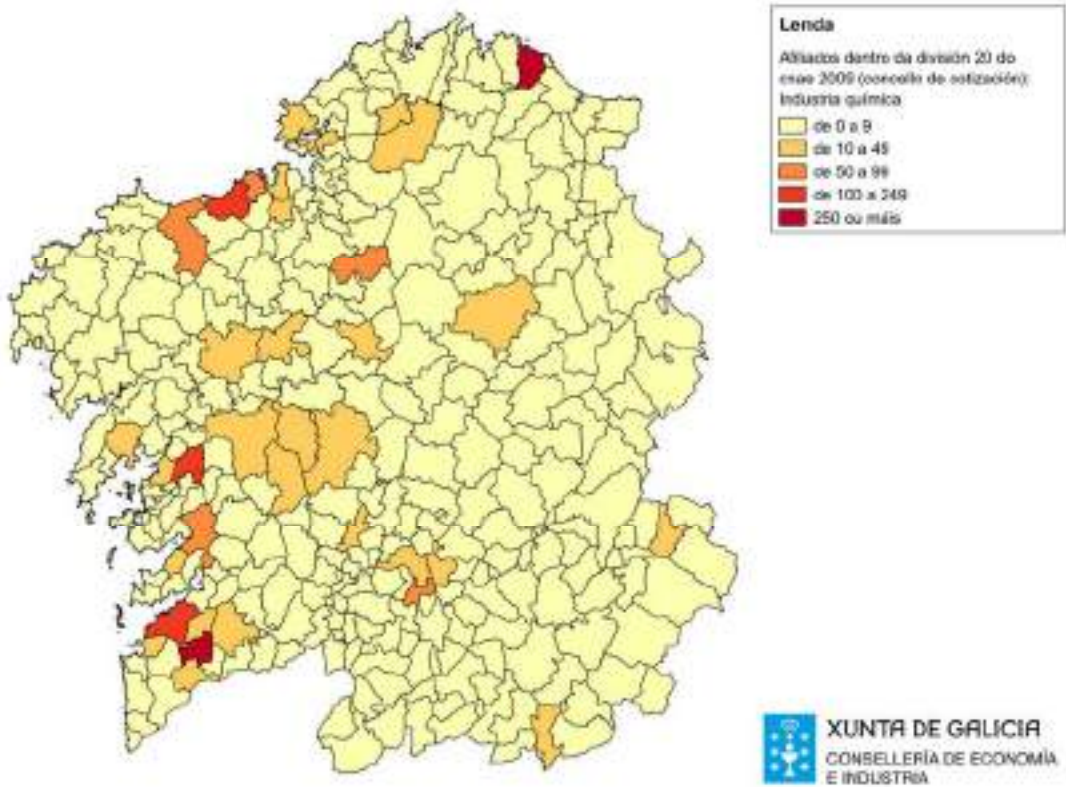 Lenda
Afiliados dentro da división 20 do
cnae 2009 (concello de cotización):
Industria química
de 0 a 9
de 10 a 49
de 50 a 99
de 100 a 249
250 ou máis
XUNTA DE GALICIA
CONSELLERÍA DE ECONOMÍA
E INDUSTRIA